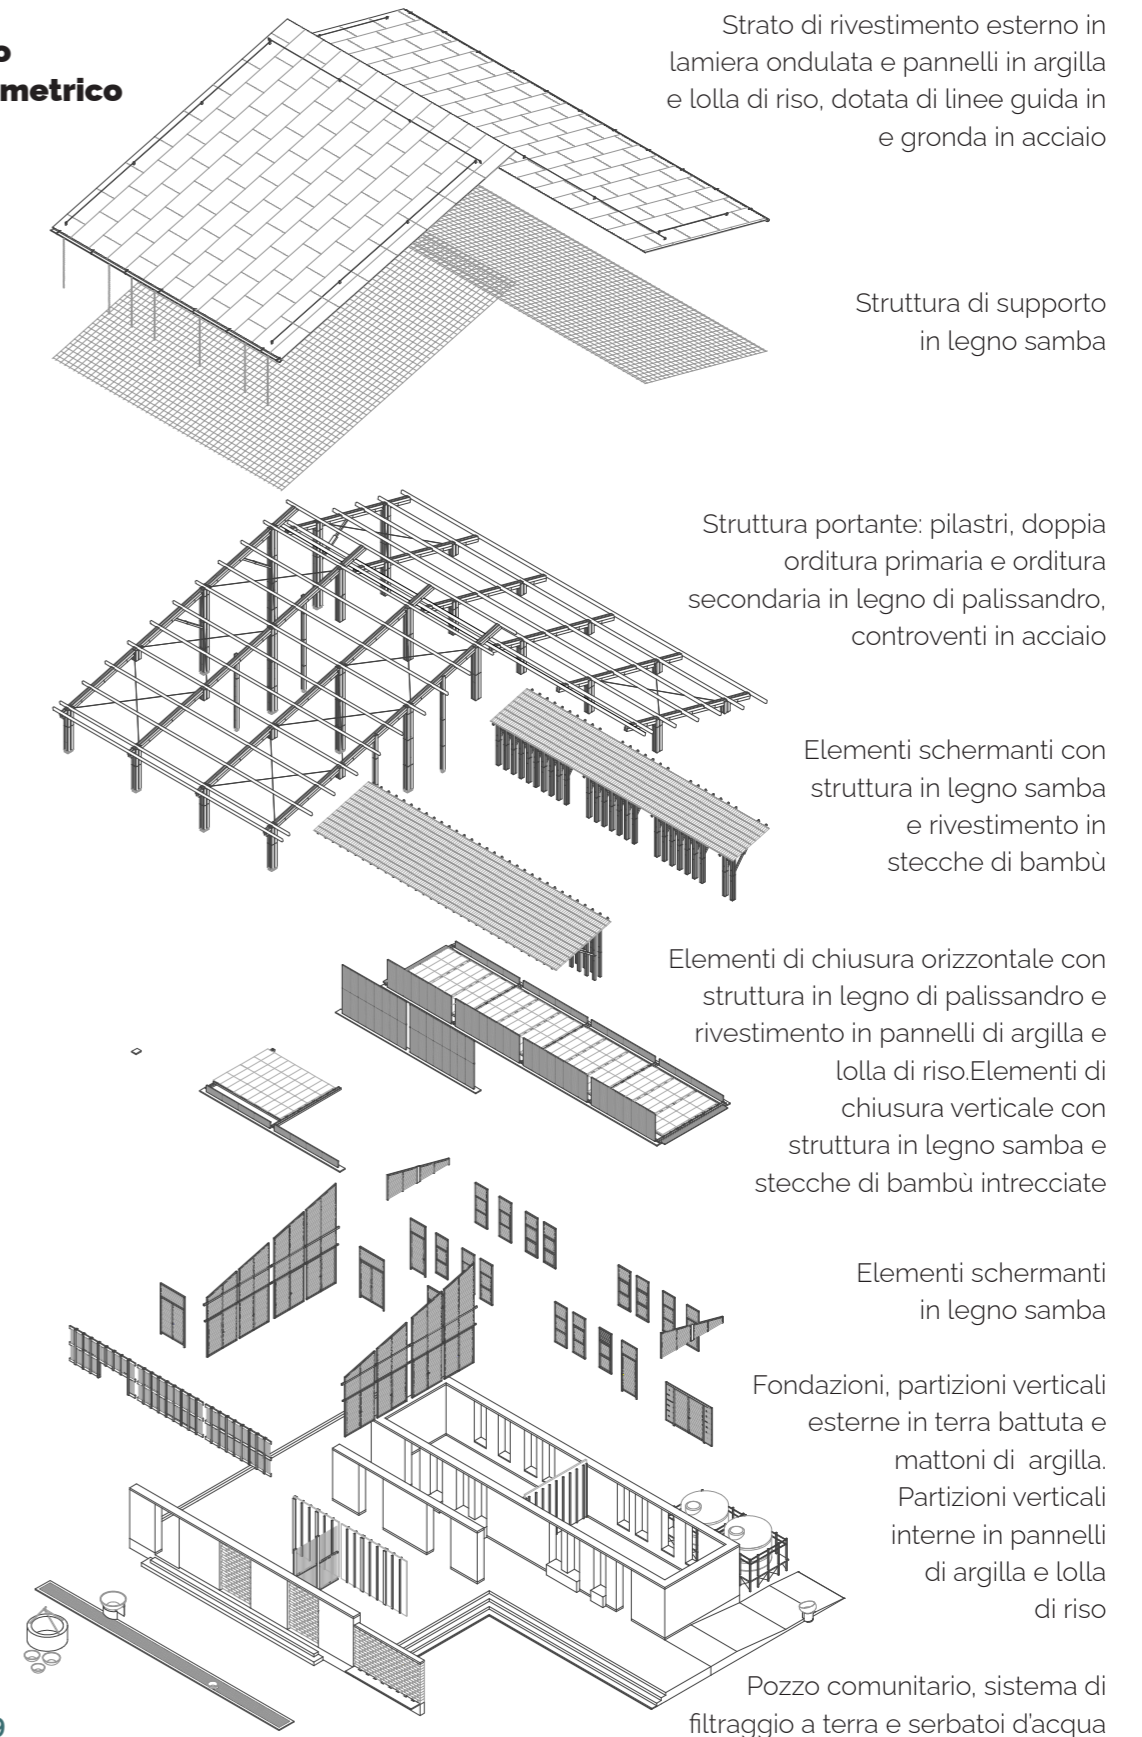 o
metrico
Strato di rivestimento esterno in
lamiera ondulata e pannelli in argilla
e lolla di riso, dotata di linee guida in
e gronda in acciaio
Struttura di supporto
in legno samba
Struttura portante: pilastri, doppia
orditura primaria e orditura
secondaria in legno di palissandro,
controventi in acciaio
Elementi schermanti con
struttura in legno samba
e rivestimento in
stecche di bambù
Elementi di chiusura orizzontale con
struttura in legno di palissandro e
rivestimento in pannelli di argilla e
lolla di riso.Elementi di
chiusura verticale con
struttura in legno samba e
stecche di bambù intrecciate
Elementi schermanti
in legno samba
Fondazioni, partizioni verticali
esterne in terra battuta e
mattoni di argilla.
Partizioni verticali
interne in pannelli
di argilla e lolla
di riso
Pozzo comunitario, sistema di
filtraggio a terra e serbatoi d'acqua
9